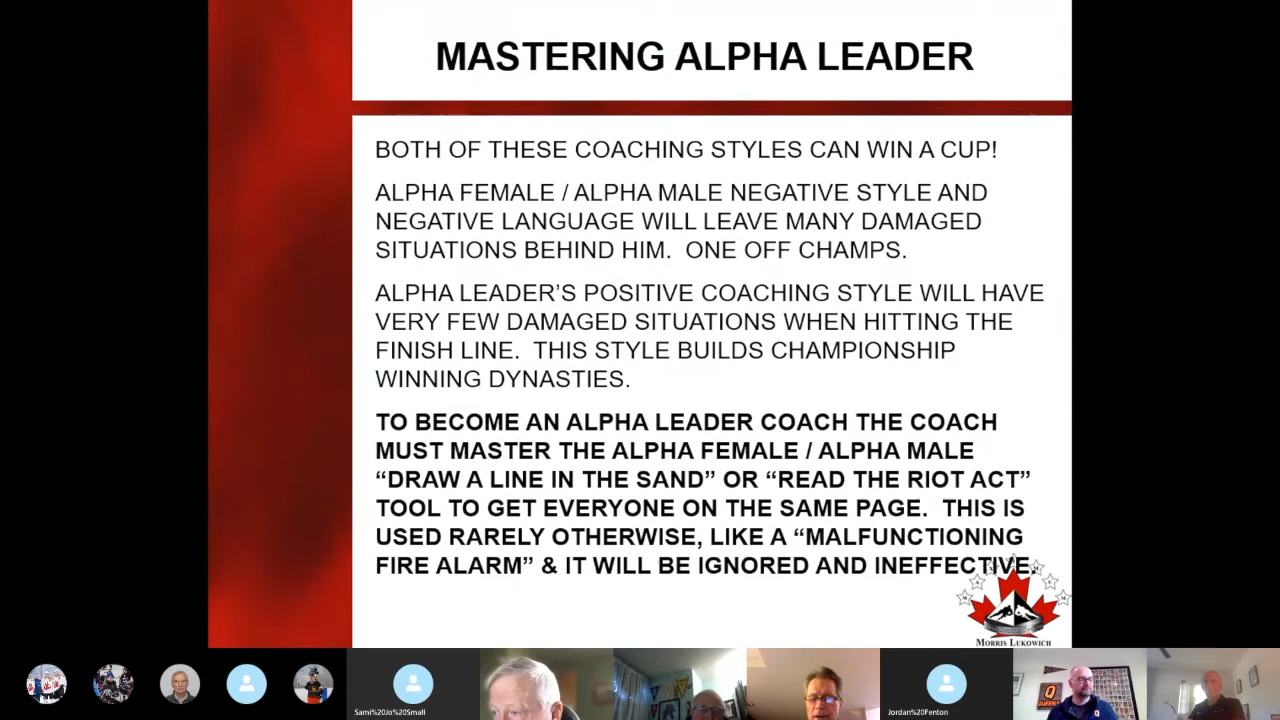 MASTERING ALPHA LEADER
BOTH OF THESE COACHING STYLES CAN WIN A CUP!
ALPHA FEMALE / ALPHA MALE NEGATIVE STYLE AND
NEGATIVE LANGUAGE WILL LEAVE MANY DAMAGED
SITUATIONS BEHIND HIM.  ONE OFF CHAMPS.
ALPHA LEADER’S POSITIVE COACHING STYLE WILL HAVE
VERY FEW DAMAGED SITUATIONS WHEN HITTING THE
FINISH LINE.  THIS STYLE BUILDS CHAMPIONSHIP
WINNING DYNASTIES.
TO BECOME AN ALPHA LEADER COACH THE COACH
MUST MASTER THE ALPHA FEMALE / ALPHA MALE
“DRAW A LINE IN THE SAND” OR “READ THE RIOT ACT”
TOOL TO GET EVERYONE ON THE SAME PAGE.  THIS IS
USED RARELY OTHERWISE, LIKE A “MALFUNCTIONING
FIRE ALARM” & IT WILL BE IGNORED AND INEFFECTIVE.
MORRIS LUKOWICH
Sami%20Jo%20Small
Jordan%20Fenton
Q
QUEENS